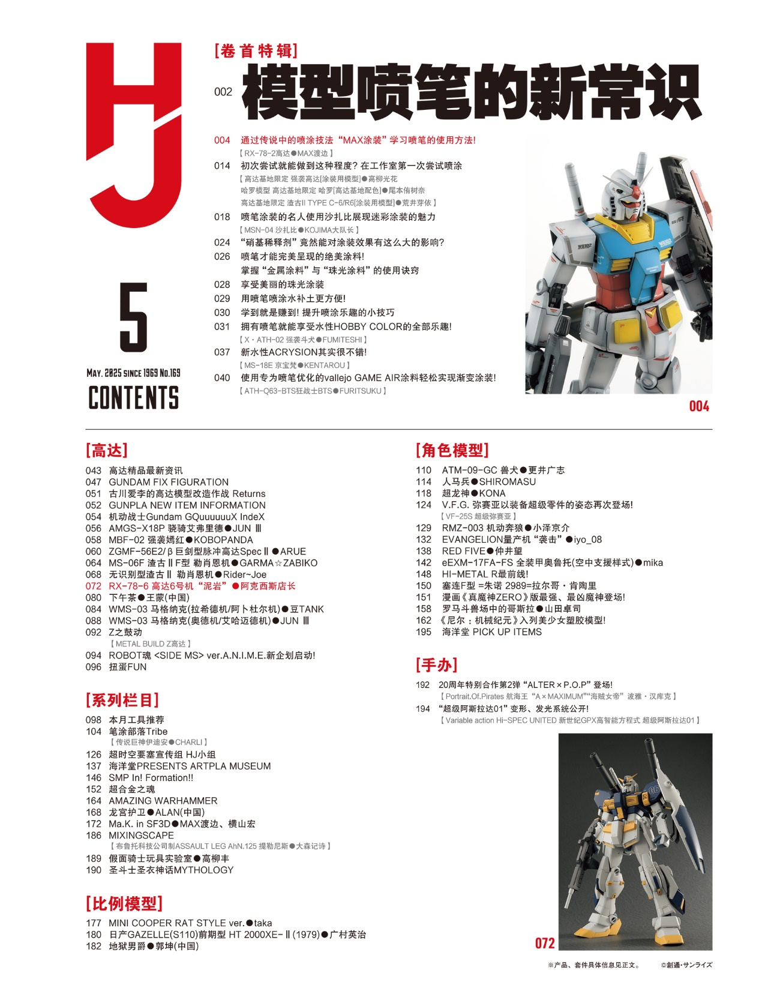 HJ
5
MAY. 2025 SINCE 1969 No.169
CONTENTS
[卷首特辑]
002 模型喷笔的新常识
004 通过传说中的喷涂技法“MAX涂装”学习喷笔的使用方法!
【RX-78-2高达●MAX渡边】
014 初次尝试就能做到这种程度? 在工作室第一次尝试喷涂
【高达基地限定 强袭高达[涂装用模型]●高柳光花
哈罗模型 高达基地限定 哈罗[高达基地配色]●尾本侑树奈
高达基地限定 渣古II TYPE C-6/R6[涂装用模型]●荒井芽依】
018 喷笔涂装的名人使用沙扎比展现迷彩涂装的魅力
【MSN-04 沙扎比●KOJIMA大队长】
024 “硝基稀释剂”竟然能对涂装效果有这么大的影响?
026 喷笔才能完美呈现的绝美涂料!
掌握“金属涂料”与“珠光涂料”的使用诀窍
028 享受美丽的珠光涂装
029 用喷笔喷涂水补土更方便!
030 学到就是赚到! 提升喷涂乐趣的小技巧
031 拥有喷笔就能享受水性HOBBY COLOR的全部乐趣!
【X·ATH-02 强袭斗犬●FUMITESHI】
037 新水性ACRYSION其实很不错!
【MS-18E 京宝梵●KENTAROU】
040 使用专为喷笔优化的vallejo GAME AIR涂料轻松实现渐变涂装!
【ATH-Q63-BTS狂战士BTS●FURITSUKU】
WB102
WB102
RX-78
004
[高达]
043 高达精品最新资讯
047 GUNDAM FIX FIGURATION
051 古川爱李的高达模型改造作战 Returns
052 GUNPLA NEW ITEM INFORMATION
054 机动战士Gundam GQuuuuuuX IndeX
056 AMGS-X18P 骁骑艾弗里德●JUN Ⅲ
058 MBF-02 强袭嫣红●KOBOPANDA
060 ZGMF-56E2/β巨剑型脉冲高达SpecⅡ●ARUE
064 MS-06F 渣古ⅡF型 勒肖恩机●GARMA☆ZABIKO
068 无识别型渣古Ⅱ 勒肖恩机●Rider~Joe
072 RX-78-6 高达6号机“泥岩”●阿克西斯店长
080 下午茶●王蒙(中国)
084 WMS-03 马格纳克(拉希德机/阿卜杜尔机)●豆TANK
088 WMS-03 马格纳克(奥德机/艾哈迈德机)●JUN Ⅲ
092 Z之鼓动
【METAL BUILD Z高达】
094 ROBOT魂 <SIDE MS> ver.A.N.I.M.E.新企划启动!
096 扭蛋FUN
[系列栏目]
098 本月工具推荐
104 笔涂部落Tribe
【传说巨神伊迪安●CHARLI】
126 超时空要塞宣传组 HJ小组
137 海洋堂PRESENTS ARTPLA MUSEUM
146 SMP In! Formation!!
152 超合金之魂
164 AMAZING WARHAMMER
168 龙宫护卫●ALAN(中国)
172 Ma.K. in SF3D●MAX渡边、横山宏
186 MIXINGSCAPE
【布鲁托科技公司制ASSAULT LEG AhN.125 提勒尼斯●大森记诗】
189 假面骑士玩具实验室●高柳丰
190 圣斗士圣衣神话MYTHOLOGY
[比例模型]
177 MINI COOPER RAT STYLE ver.●taka
180 日产GAZELLE(S110)前期型 HT 2000XE-Ⅱ(1979)●广村英治
182 地狱男爵●郭坤(中国)
[角色模型]
110 ATM-09-GC 兽犬●更井广志
114 人马兵●SHIROMASU
118 超龙神●KONA
124 V.F.G. 弥赛亚以装备超级零件的姿态再次登场!
【VF-25S 超级弥赛亚】
129 RMZ-003 机动奔狼●小泽京介
132 EVANGELION量产机“袭击”●iyo_08
138 RED FIVE●仲井望
142 eEXM-17FA-FS 全装甲奥鲁托(空中支援样式)●mika
148 HI-METAL R最前线!
150 塞连F型 =朱诺 2989=拉尔哥·肯陶里
151 漫画《真魔神ZERO》版最强、最凶魔神登场!
158 罗马斗兽场中的哥斯拉●山田卓司
162 《尼尔：机械纪元》入列美少女塑胶模型!
195 海洋堂 PICK UP ITEMS
[手办]
192 20周年特别合作第2弹“ALTER×P.O.P”登场!
【Portrait.Of.Pirates 航海王“A×MAXIMUM”“海贼女帝”波雅·汉库克】
194 “超级阿斯拉达01”变形、发光系统公开!
【Variable action Hi-SPEC UNITED 新世纪GPX高智能方程式 超级阿斯拉达01】
G6
072
※产品、套件具体信息见正文。 ©創通・サンライズ